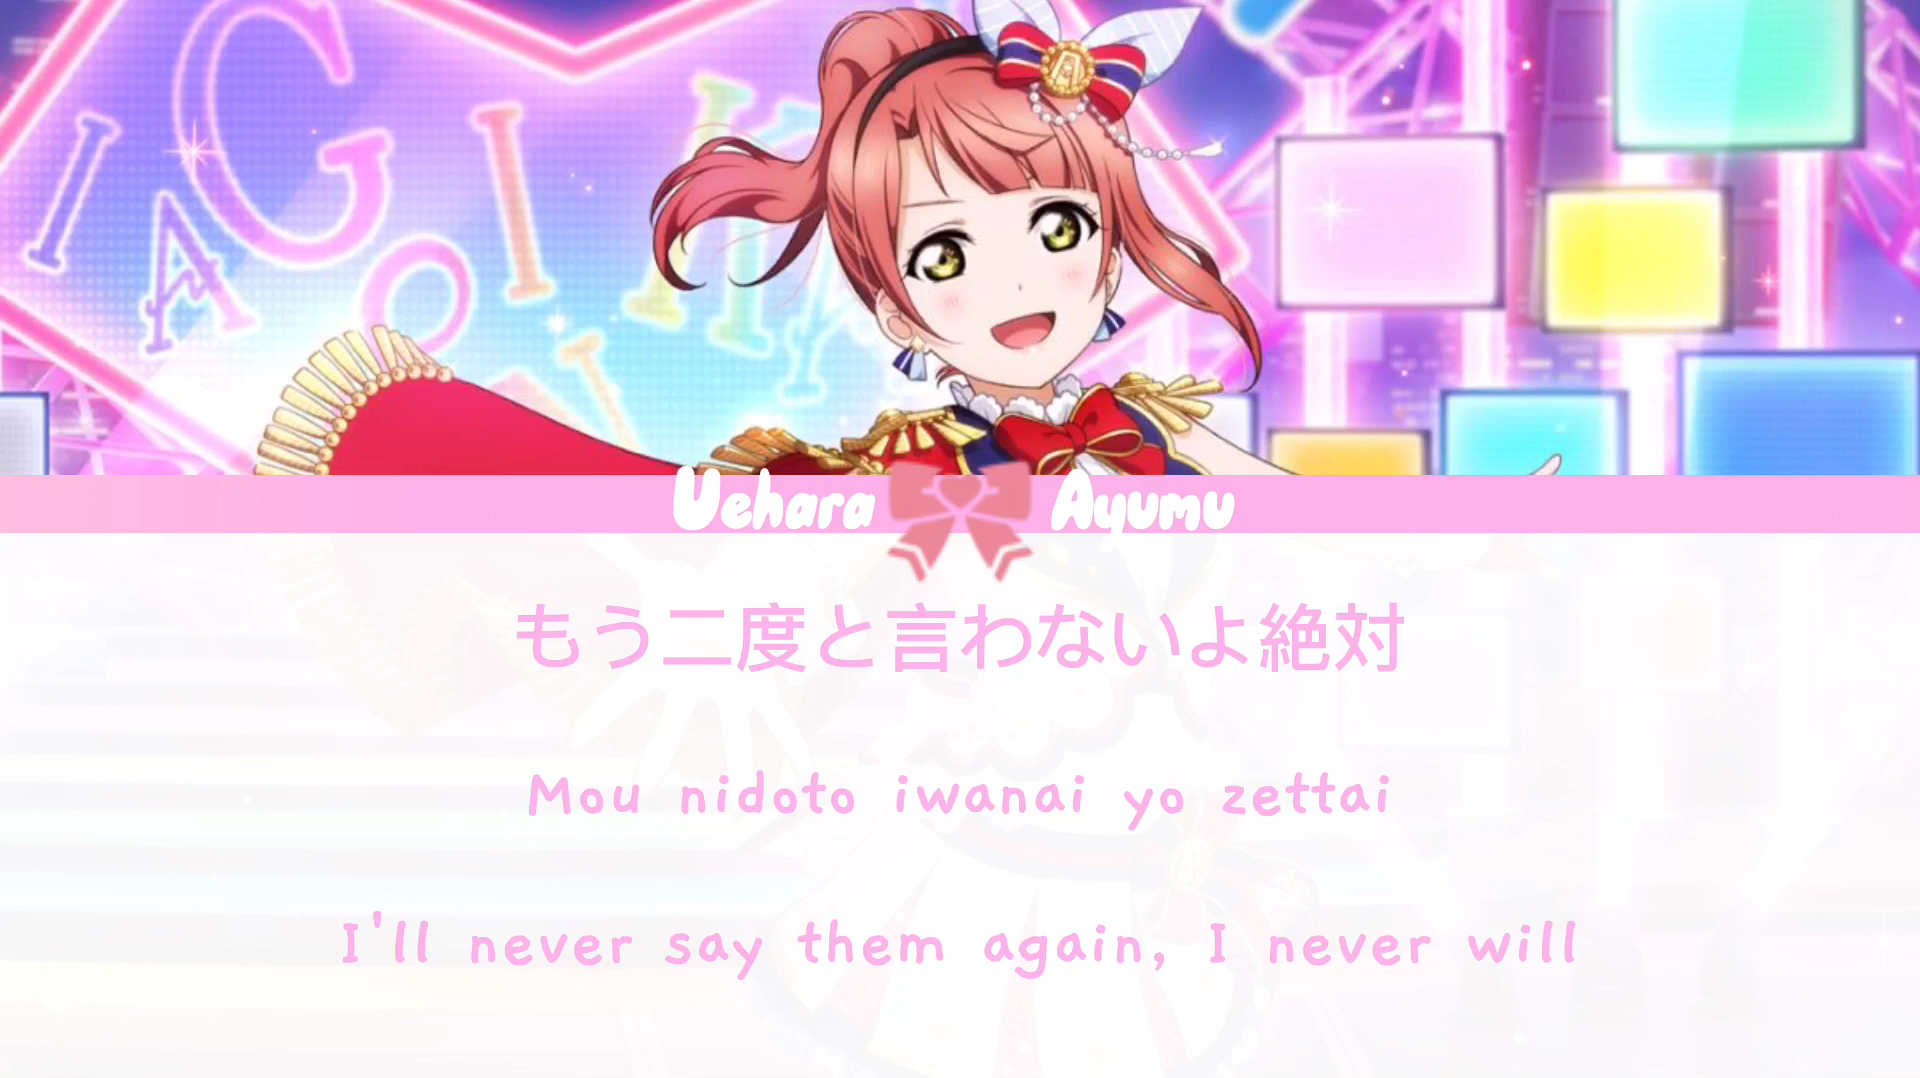 Uehara Ayumu
もう二度と言わないよ絶対
Mou nidoto iwanai yo zettai
I'll never say them again, I never will